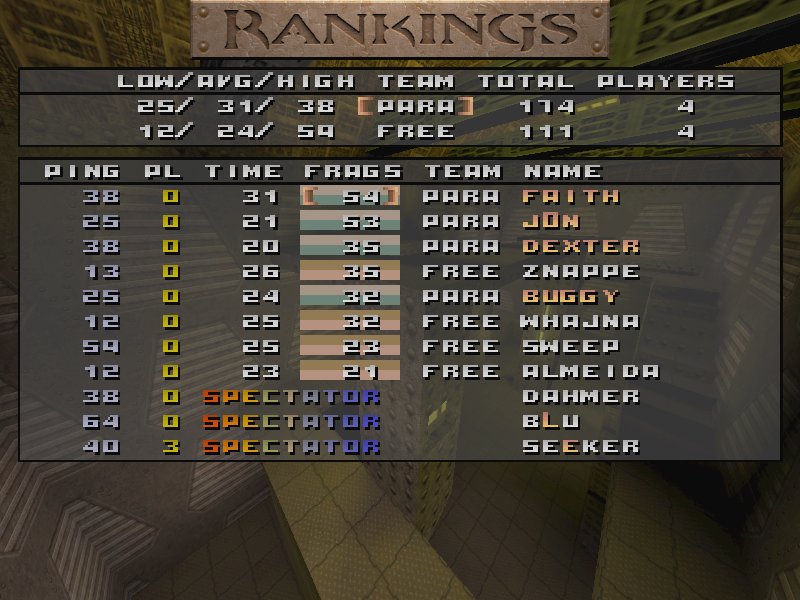 RANKINGS
LOW/AVG/HIGH TEAM TOTAL PLAYERS
25/ 31/ 38 [PARA] 174 4
12/ 24/ 59 FREE 111 4
PING PL TIME FRAGS TEAM NAME
38 0 31 [ 54] PARA FAITH
25 0 21 53 PARA JON
38 0 20 35 PARA DEXTER
13 0 26 35 FREE ZNAPPE
25 0 24 32 PARA BUGGY
12 0 25 32 FREE WHAJNA
59 0 25 23 FREE SWEEP
12 0 23 21 FREE ALMEIDA
38 0 SPECTATOR DAHMER
64 0 SPECTATOR BLU
40 3 SPECTATOR SEEKER